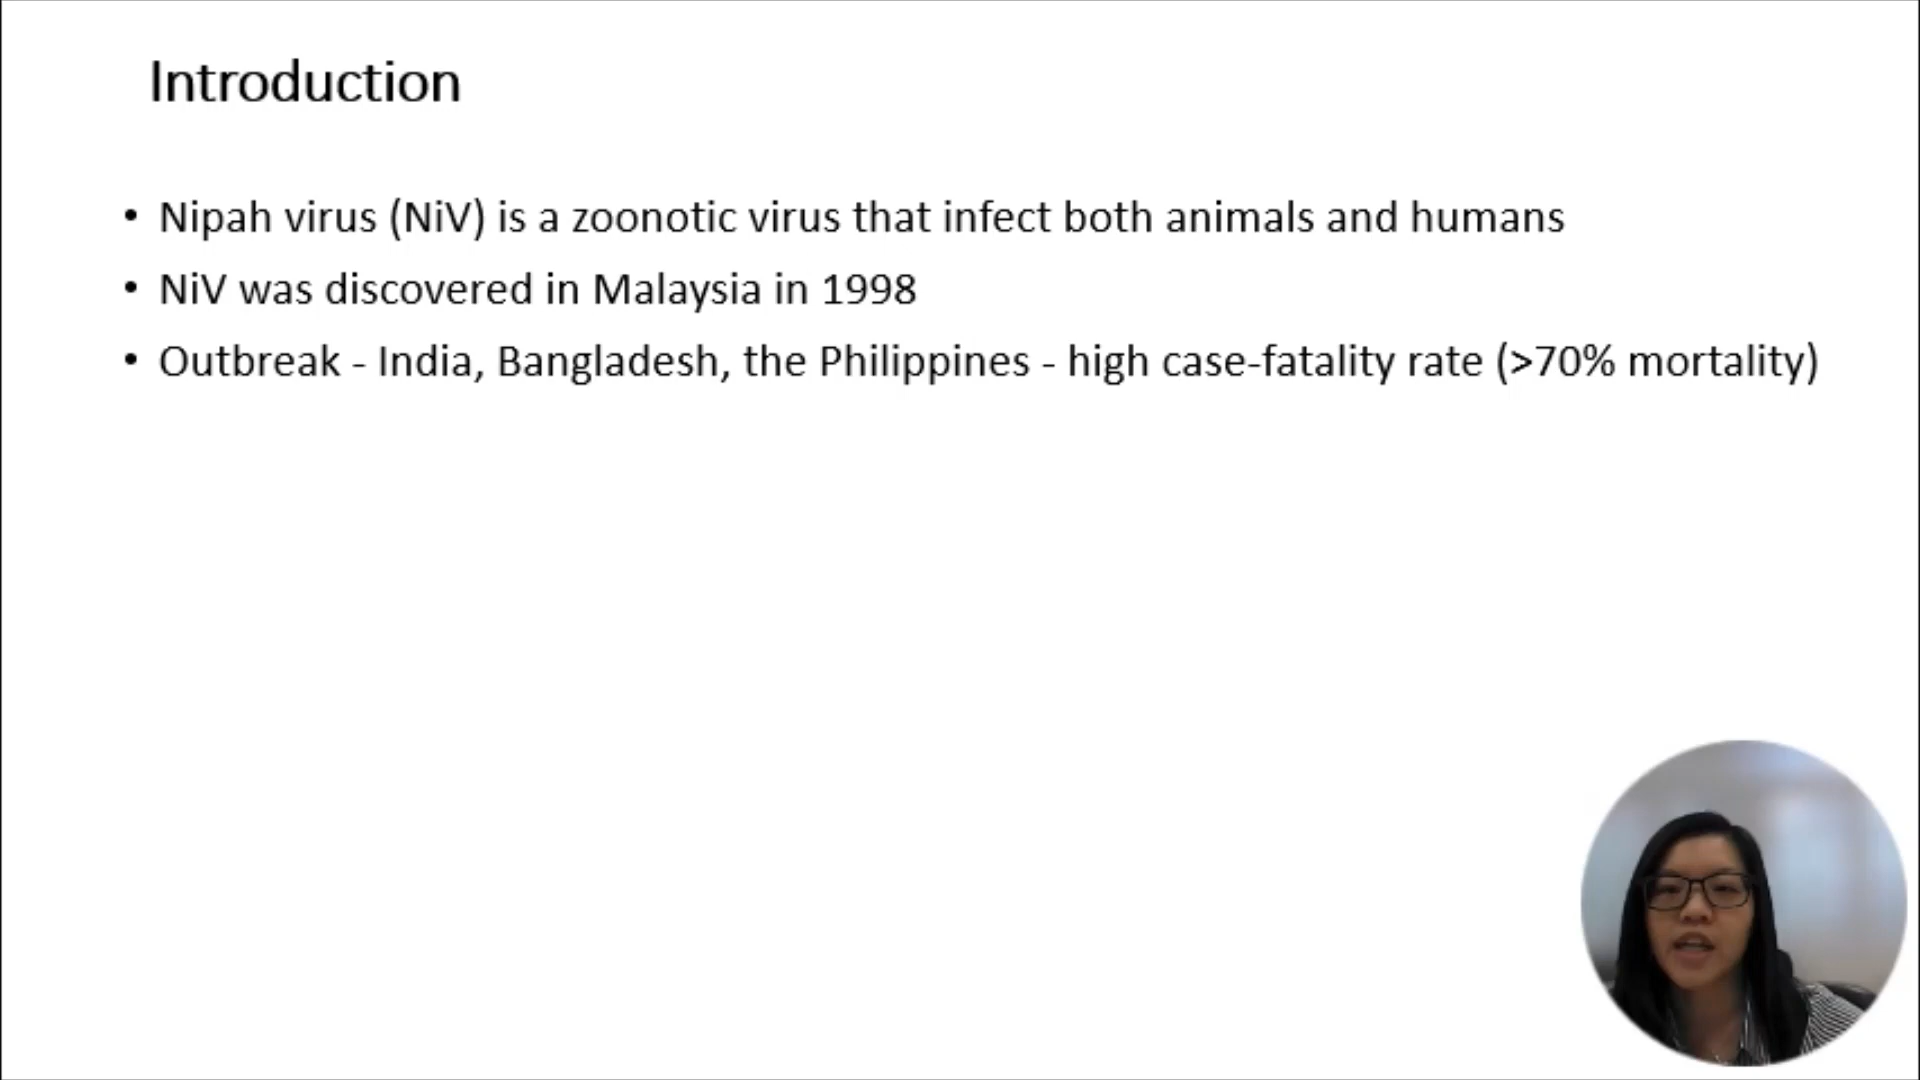 Introduction
• Nipah virus (NiV) is a zoonotic virus that infect both animals and humans
• NiV was discovered in Malaysia in 1998
• Outbreak - India, Bangladesh, the Philippines - high case-fatality rate (>70% mortality)